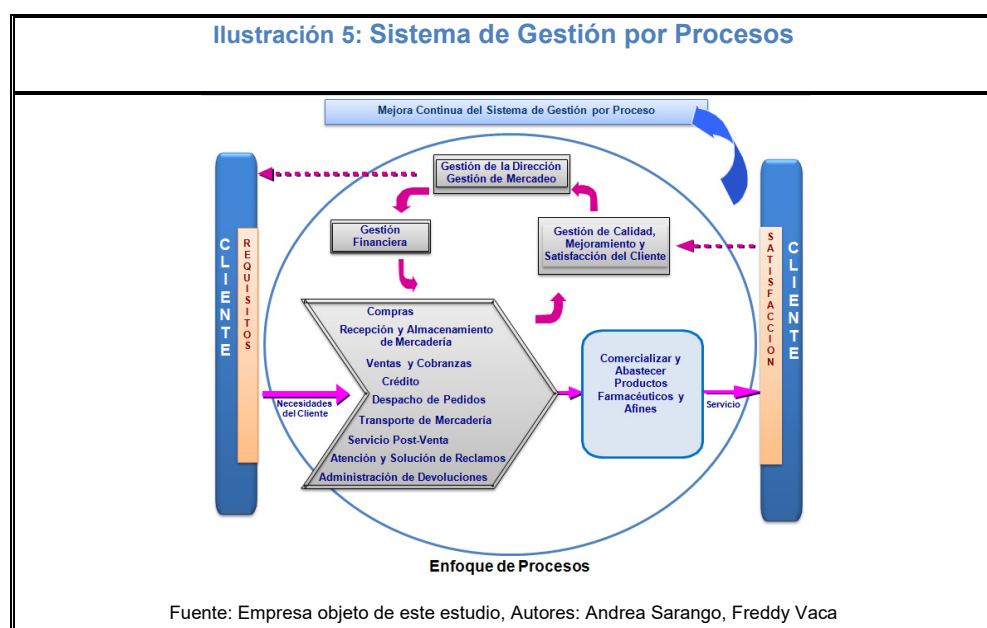 Ilustración 5: Sistema de Gestión por Procesos
Mejora Continua del Sistema de Gestión por Proceso
CLIENTE
REQUISITOS
Gestión de la Dirección
Gestión de Mercadeo
Gestión
Financiera
Gestión de Calidad,
Mejoramiento y
Satisfacción del Cliente
Necesidades
del Cliente
Compras
Recepción y Almacenamiento
de Mercadería
Ventas y Cobranzas
Crédito
Despacho de Pedidos
Transporte de Mercadería
Servicio Post-Venta
Atención y Solución de Reclamos
Administración de Devoluciones
Comercializar y
Abastecer
Productos
Farmacéuticos y
Afines
Servicio
SATISFACCION
CLIENTE
Enfoque de Procesos
Fuente: Empresa objeto de este estudio, Autores: Andrea Sarango, Freddy Vaca